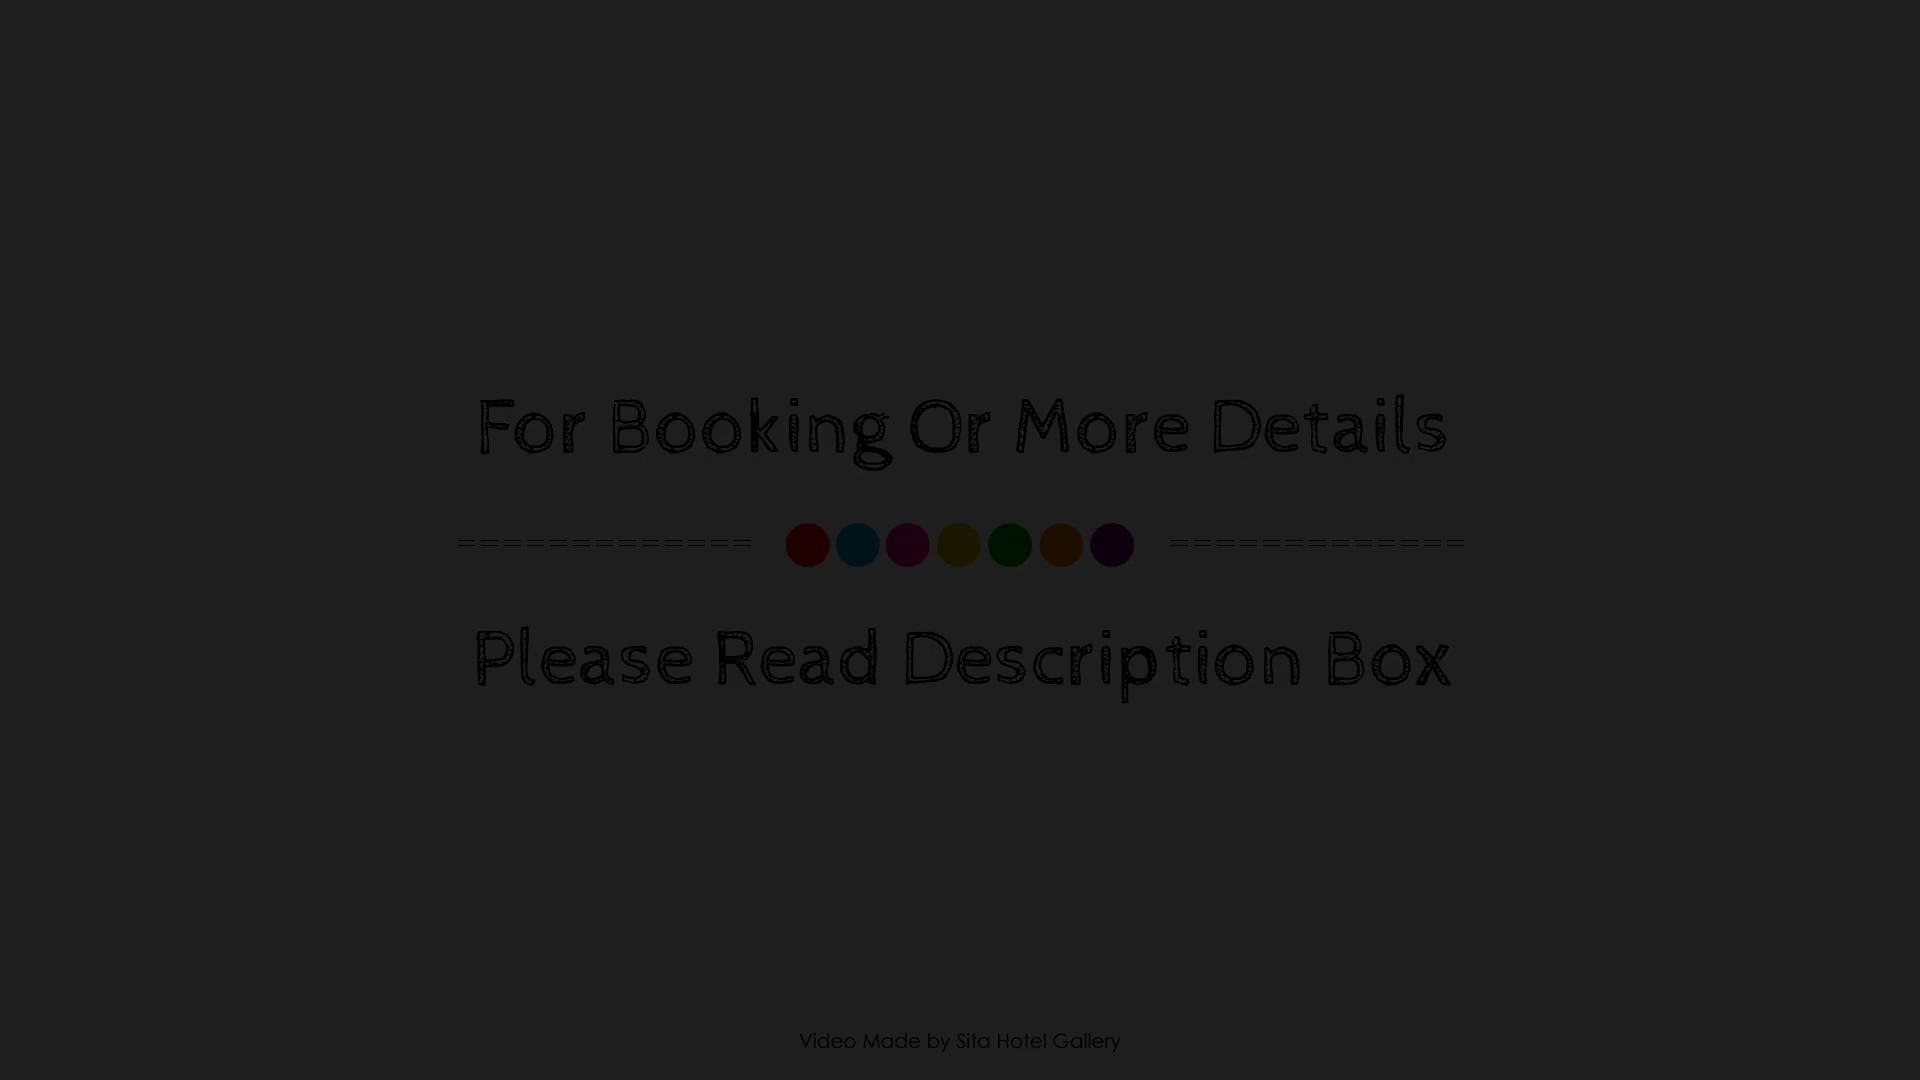 For Booking Or More Details
============= =============
Please Read Description Box
Video Made by Sita Hotel Gallery